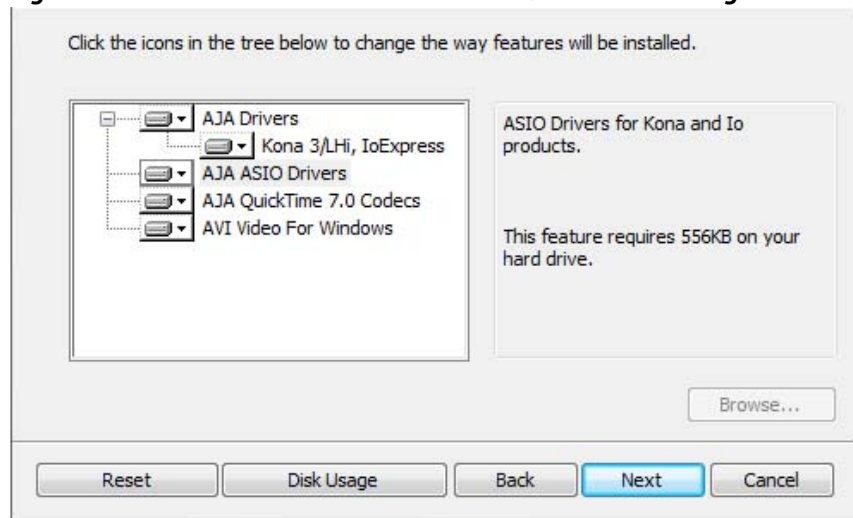 Click the icons in the tree below to change the way features will be installed.
AJA Drivers
Kona 3/LHi, IoExpress
AJA ASIO Drivers
AJA QuickTime 7.0 Codecs
AVI Video For Windows
ASIO Drivers for Kona and Io
products.
This feature requires 556KB on your
hard drive.
Browse...
Reset
Disk Usage
Back
Next
Cancel